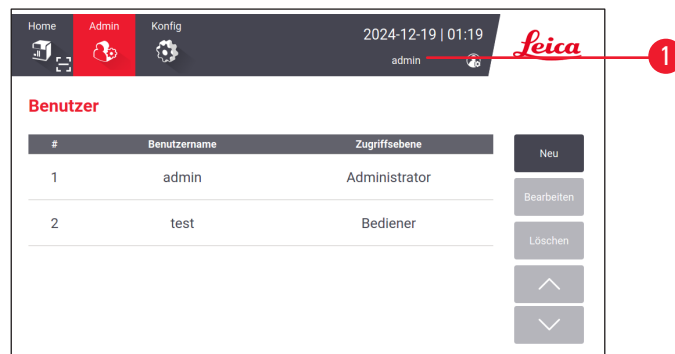 Home Admin Konfig
2024-12-19 | 01:19
admin
Leica
1
Benutzer
# Benutzername Zugriffsebene
1 admin Administrator
2 test Bediener
Neu
Bearbeiten
Löschen